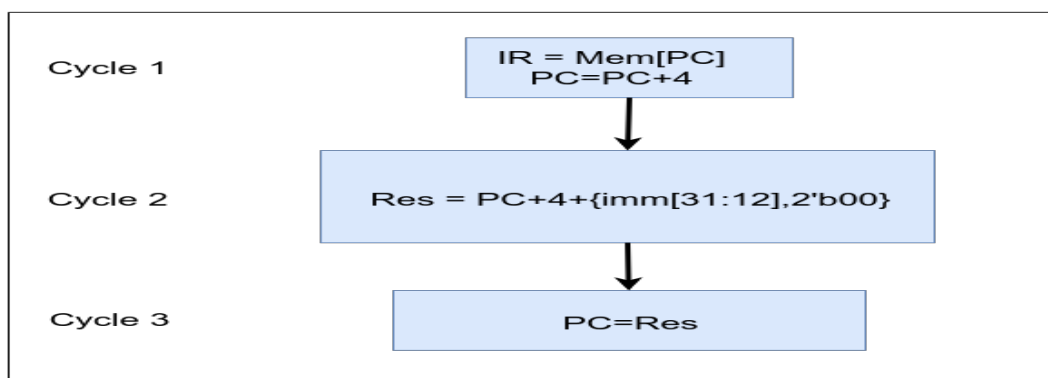 Cycle 1
IR = Mem[PC]
PC=PC+4
Cycle 2
Res = PC+4+{imm[31:12],2'b00}
Cycle 3
PC=Res